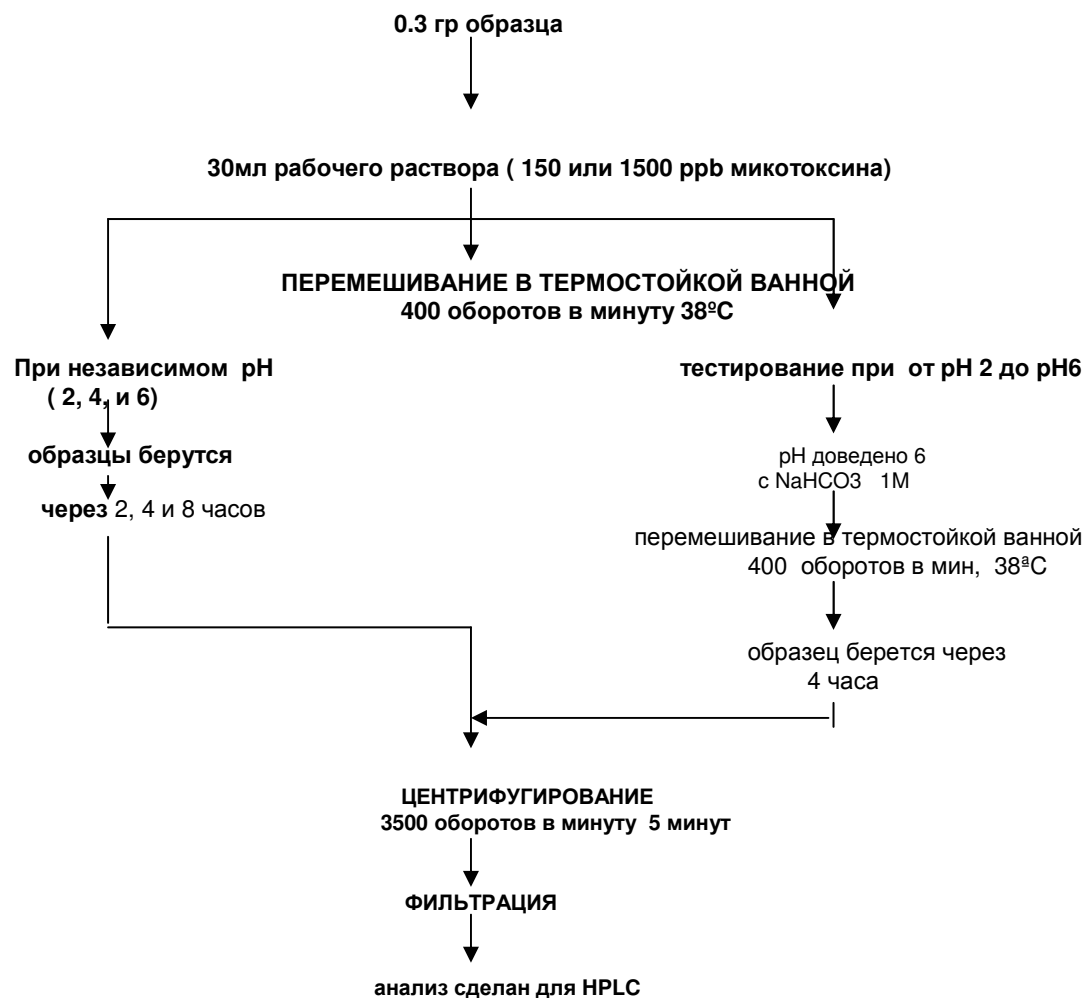 0.3 гр образца
30мл рабочего раствора ( 150 или 1500 ppb микотоксина)
ПЕРЕМЕШИВАНИЕ В ТЕРМОСТОЙКОЙ ВАННОЙ
400 оборотов в минуту 38ºC
При независимом pH
( 2, 4, и 6)
образцы берутся
через 2, 4 и 8 часов
тестирование при от pH 2 до pH6
pH доведено 6
с NaHCO3 1M
перемешивание в термостойкой ванной
400 оборотов в мин, 38ªC
образец берется через
4 часа
ЦЕНТРИФУГИРОВАНИЕ
3500 оборотов в минуту 5 минут
ФИЛЬТРАЦИЯ
анализ сделан для HPLC